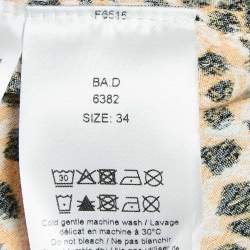 F6515
BA.D
6382
SIZE: 34
30
Cold gentle machine wash / Lavage
délicat en machine à 30°C
Do not bleach / Ne pas blanchir